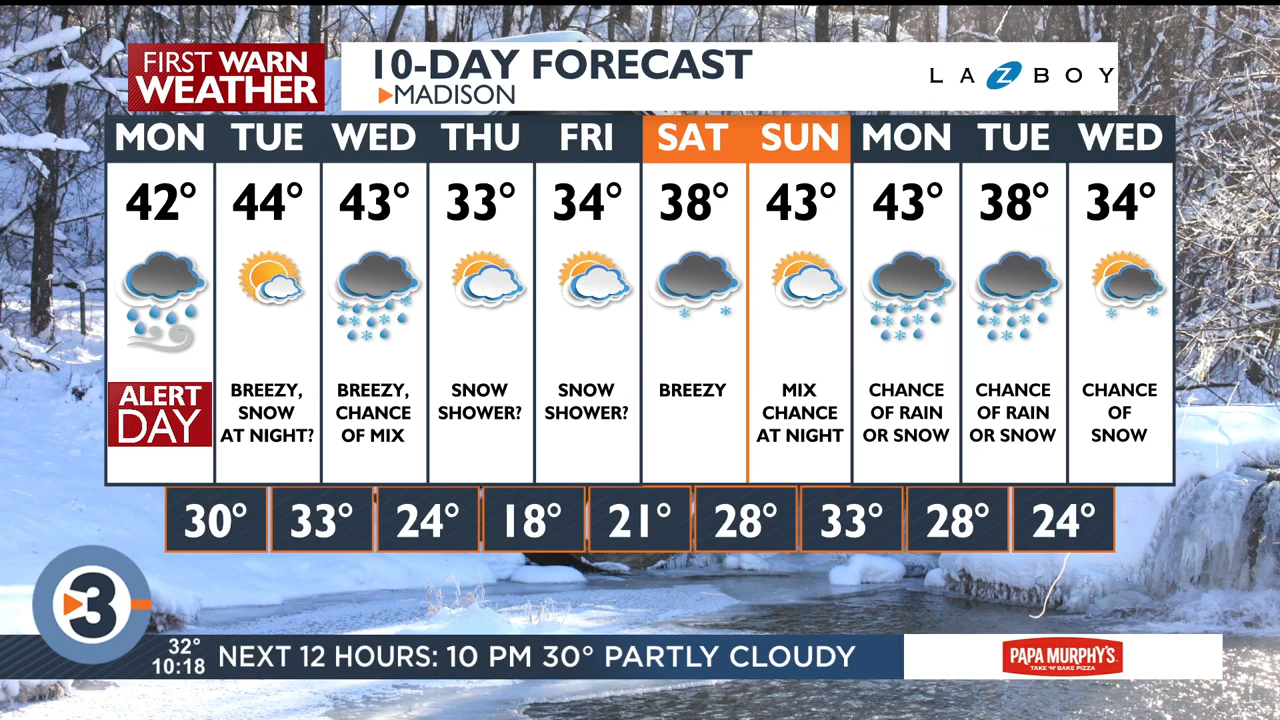 FIRST WARN
WEATHER
10-DAY FORECAST
MADISON
LA Z BOY
MON TUE WED THU FRI SAT SUN MON TUE WED
42° 44° 43° 33° 34° 38° 43° 43° 38° 34°
ALERT
DAY
BREEZY,
SNOW
AT NIGHT?
BREEZY,
CHANCE
OF MIX
SNOW
SHOWER?
SNOW
SHOWER?
BREEZY
MIX
CHANCE
AT NIGHT
CHANCE
OF RAIN
OR SNOW
CHANCE
OF RAIN
OR SNOW
CHANCE
OF
SNOW
30° 33° 24° 18° 21° 28° 33° 28° 24°
3
32°
10:18
NEXT 12 HOURS: 10 PM 30° PARTLY CLOUDY
PAPA MURPHY'S
TAKE 'N' BAKE PIZZA